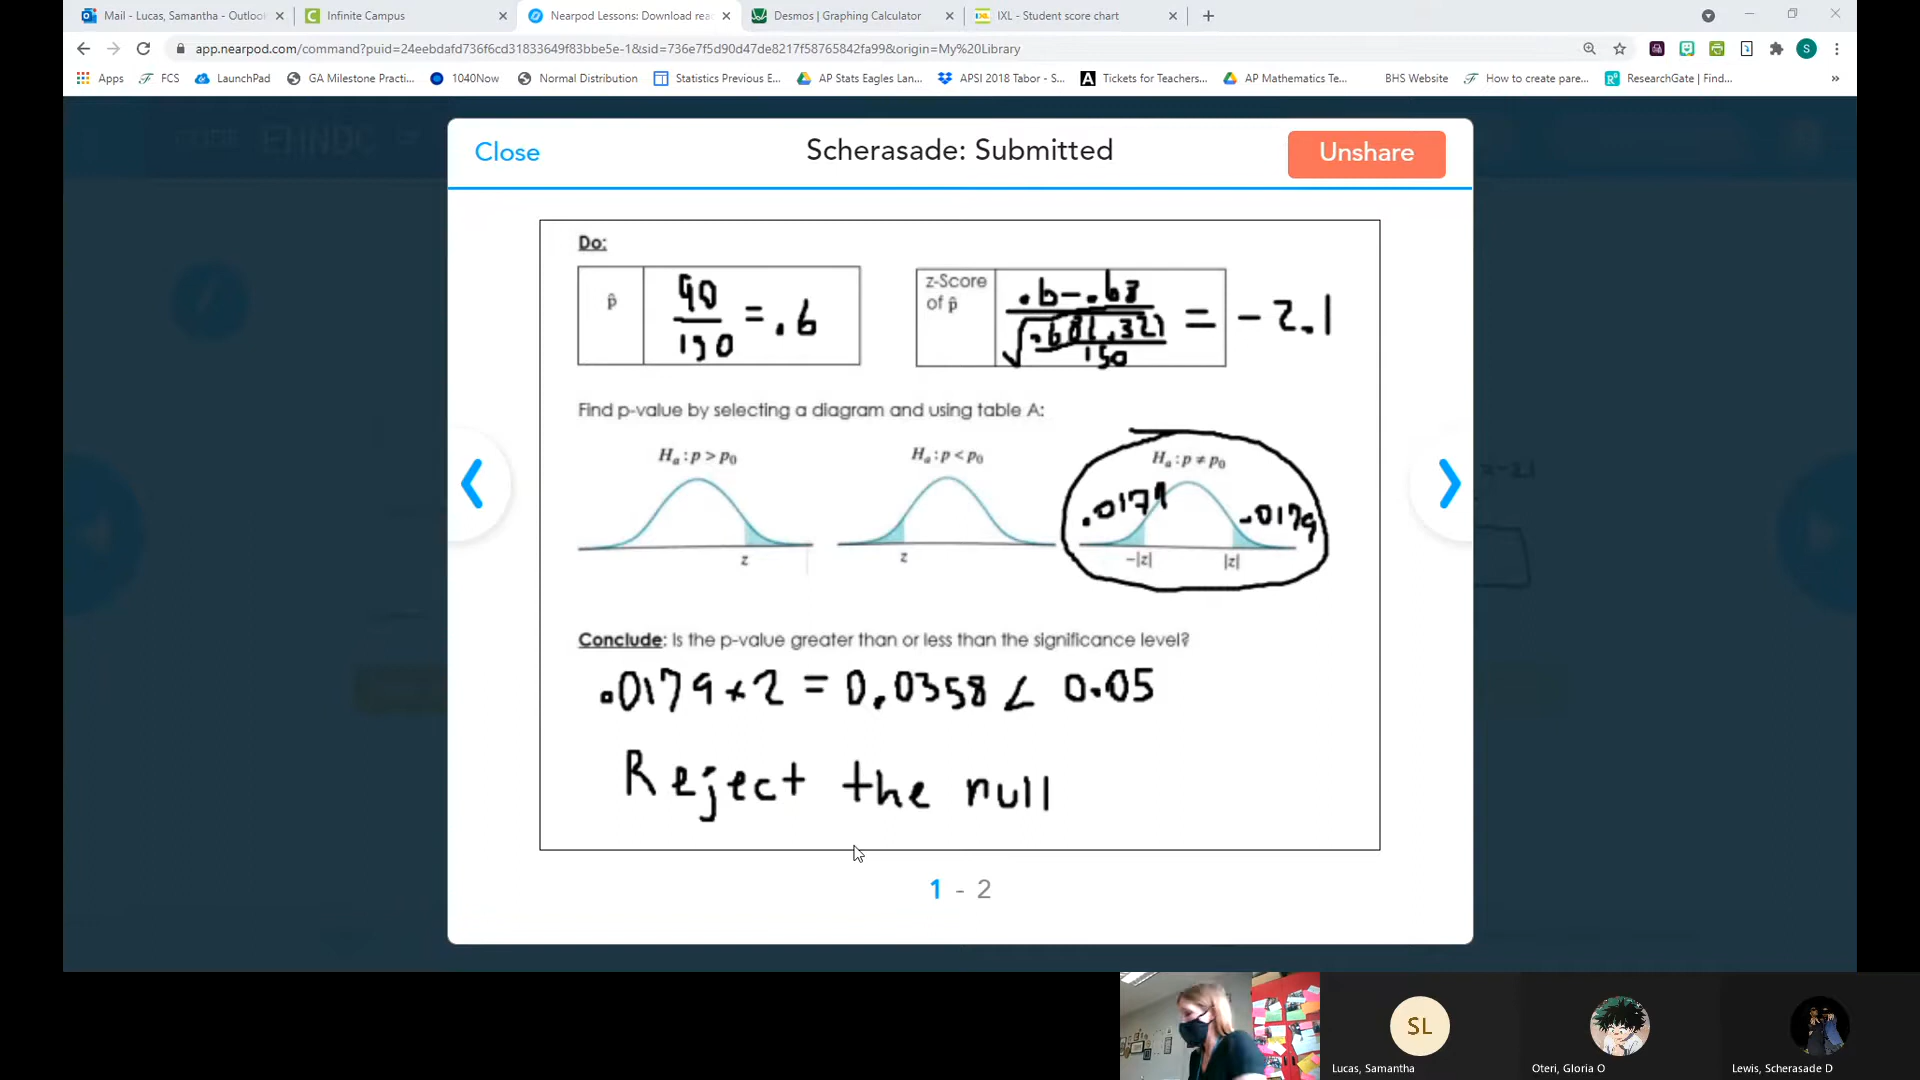 Mail - Lucas, Samantha - Outloo
Infinite Campus
Nearpod Lessons: Download rea
Desmos | Graphing Calculator
IXL - Student score chart
app.nearpod.com/command?puid=24eebdafd736f6cd31833649f83bbe5e-1&sid=736e7f5d90d47de8217f58765842fa99&origin=My%20Library
Apps FCS LaunchPad GA Milestone Practi... 1040Now Normal Distribution Statistics Previous E... AP Stats Eagles Lan... APSI 2018 Tabor - S... Tickets for Teachers... AP Mathematics Te... BHS Website How to create pare... ResearchGate | Find... »
Close
Scherasade: Submitted
Unshare
Do:
p̂
90
150
= .6
z-Score
of p̂
.6 - .68
150
= -2.1
Find p-value by selecting a diagram and using table A:
Hₐ : p > p₀
z
Hₐ : p < p₀
z
Hₐ : p ≠ p₀
.0179
.0179
-|z|
|z|
Conclude: Is the p-value greater than or less than the significance level?
.0179 × 2 = 0.0358 < 0.05
Reject the null
1 - 2
SL
Lucas, Samantha
Oteri, Gloria O
Lewis, Scherasade D